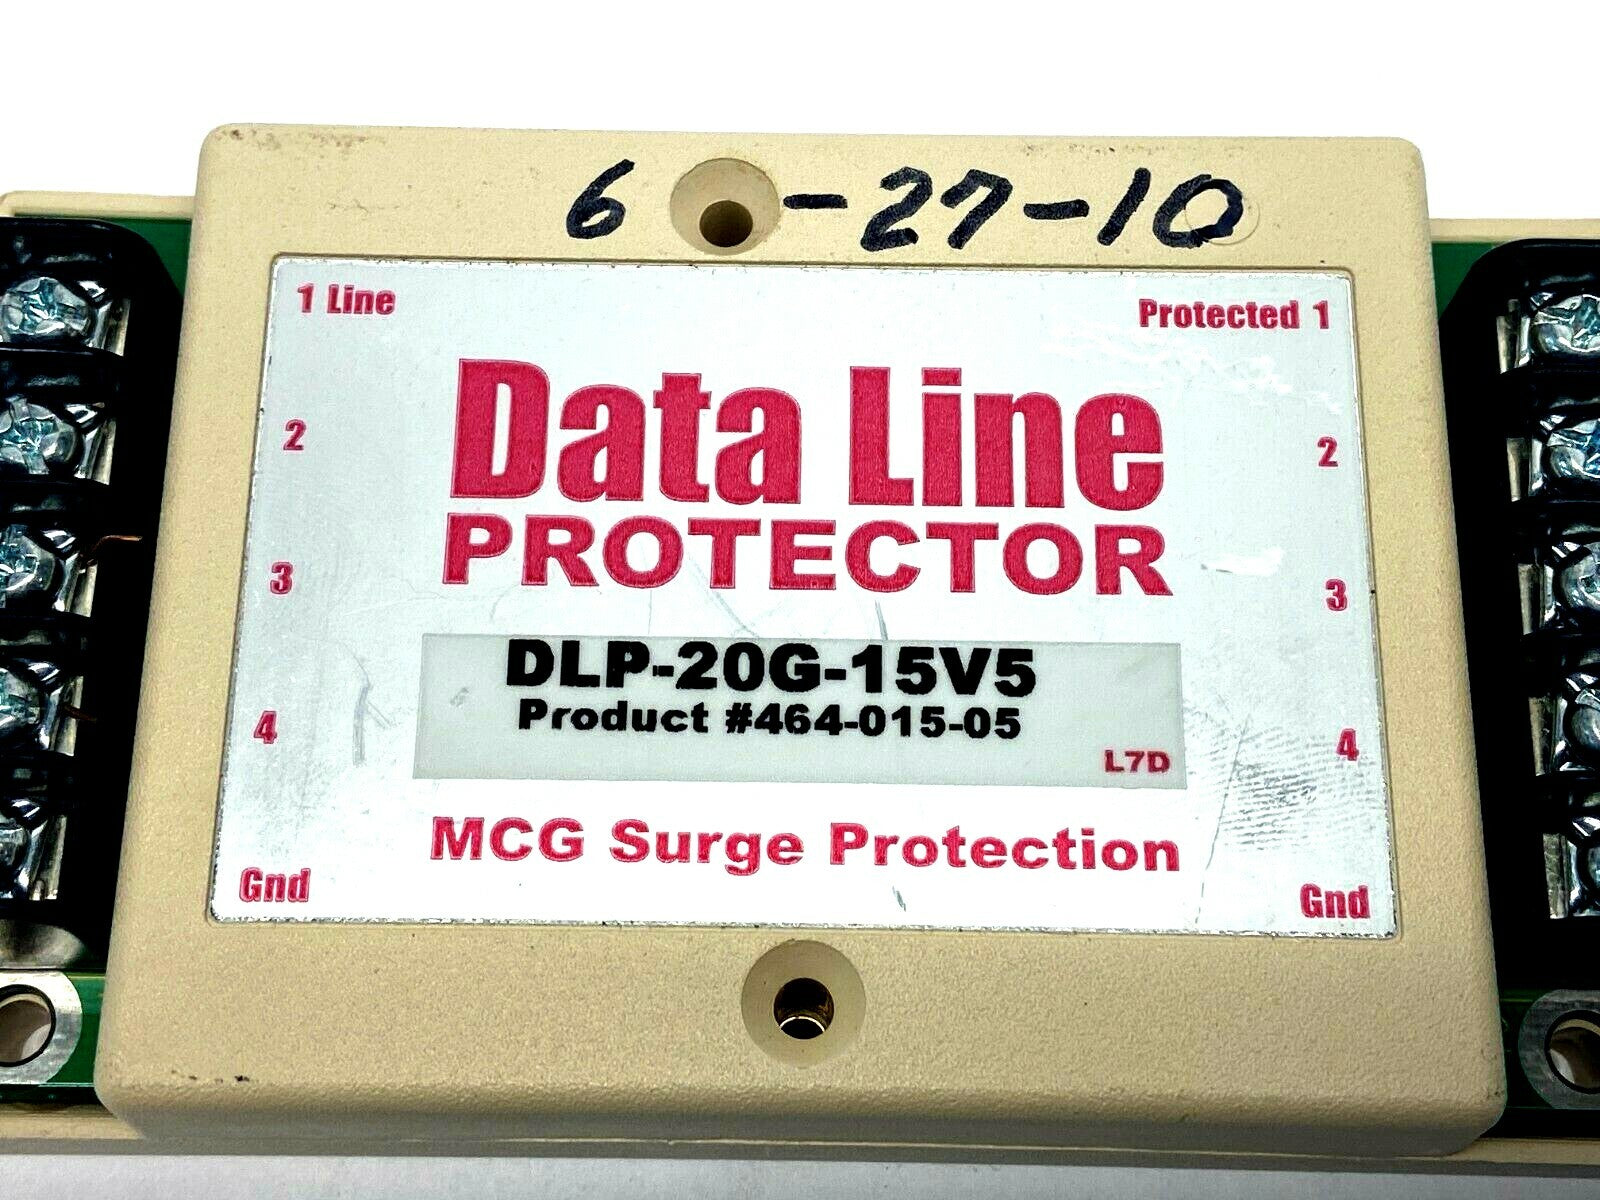 6-27-10
1 Line Protected 1
Data Line
2 2
PROTECTOR
3 3
DLP-20G-15V5
Product #464-015-05
4 4
L7D
MCG Surge Protection
Gnd Gnd